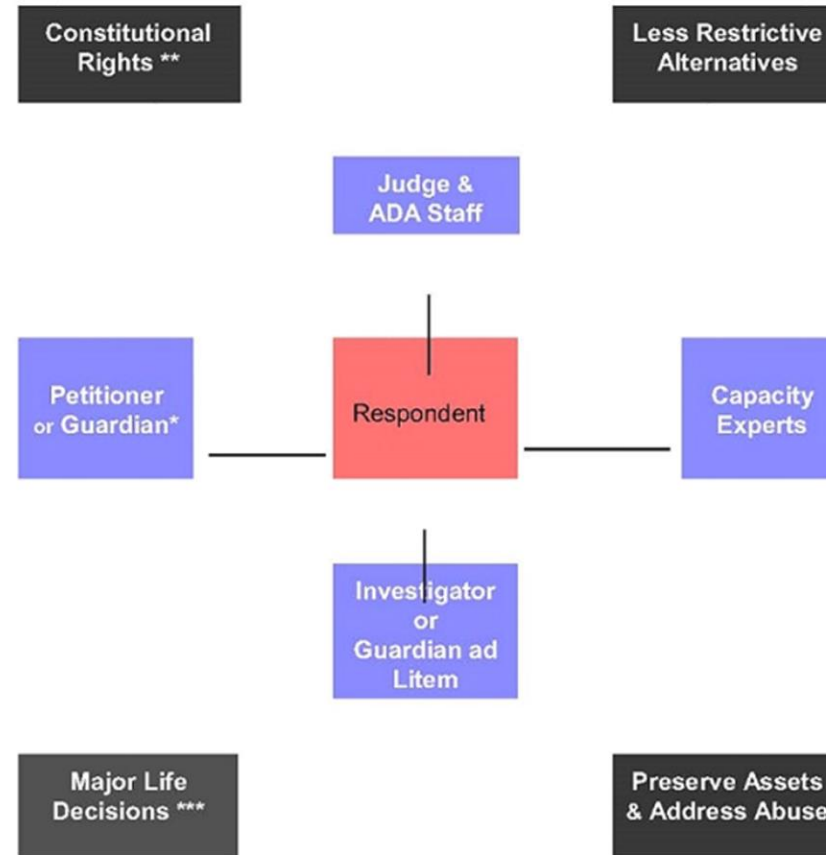 Constitutional
Rights **
Less Restrictive
Alternatives
Judge &
ADA Staff
Petitioner
or Guardian*
Respondent
Capacity
Experts
Investigator
or
Guardian ad
Litem
Major Life
Decisions ***
Preserve Assets
& Address Abuse